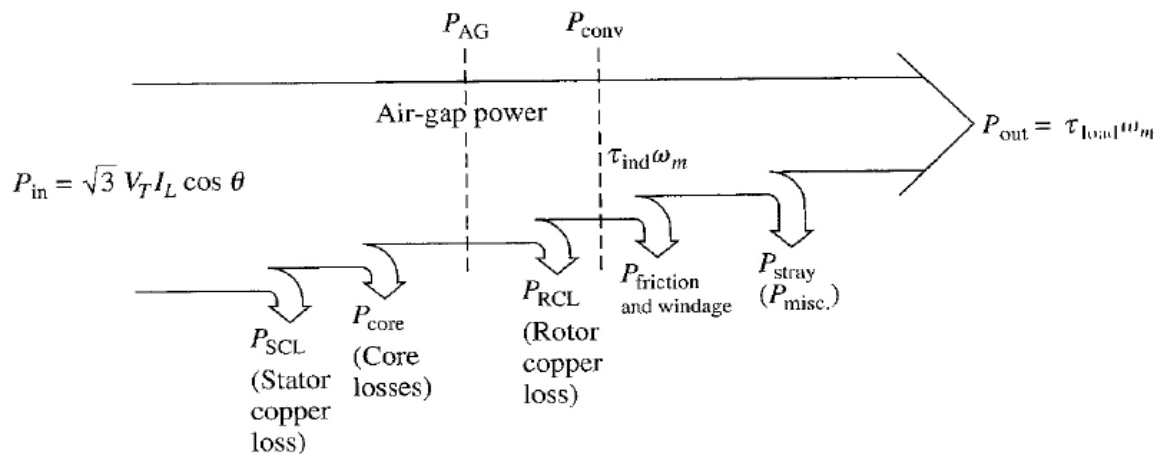 P_AG
P_conv
Air-gap power
P_out = τ_load ω_m
τ_ind ω_m
P_in = √3 V_T I_L cos θ
P_SCL
(Stator
copper
loss)
P_core
(Core
losses)
P_RCL
(Rotor
copper
loss)
P_friction
and windage
P_stray
(P_misc.)